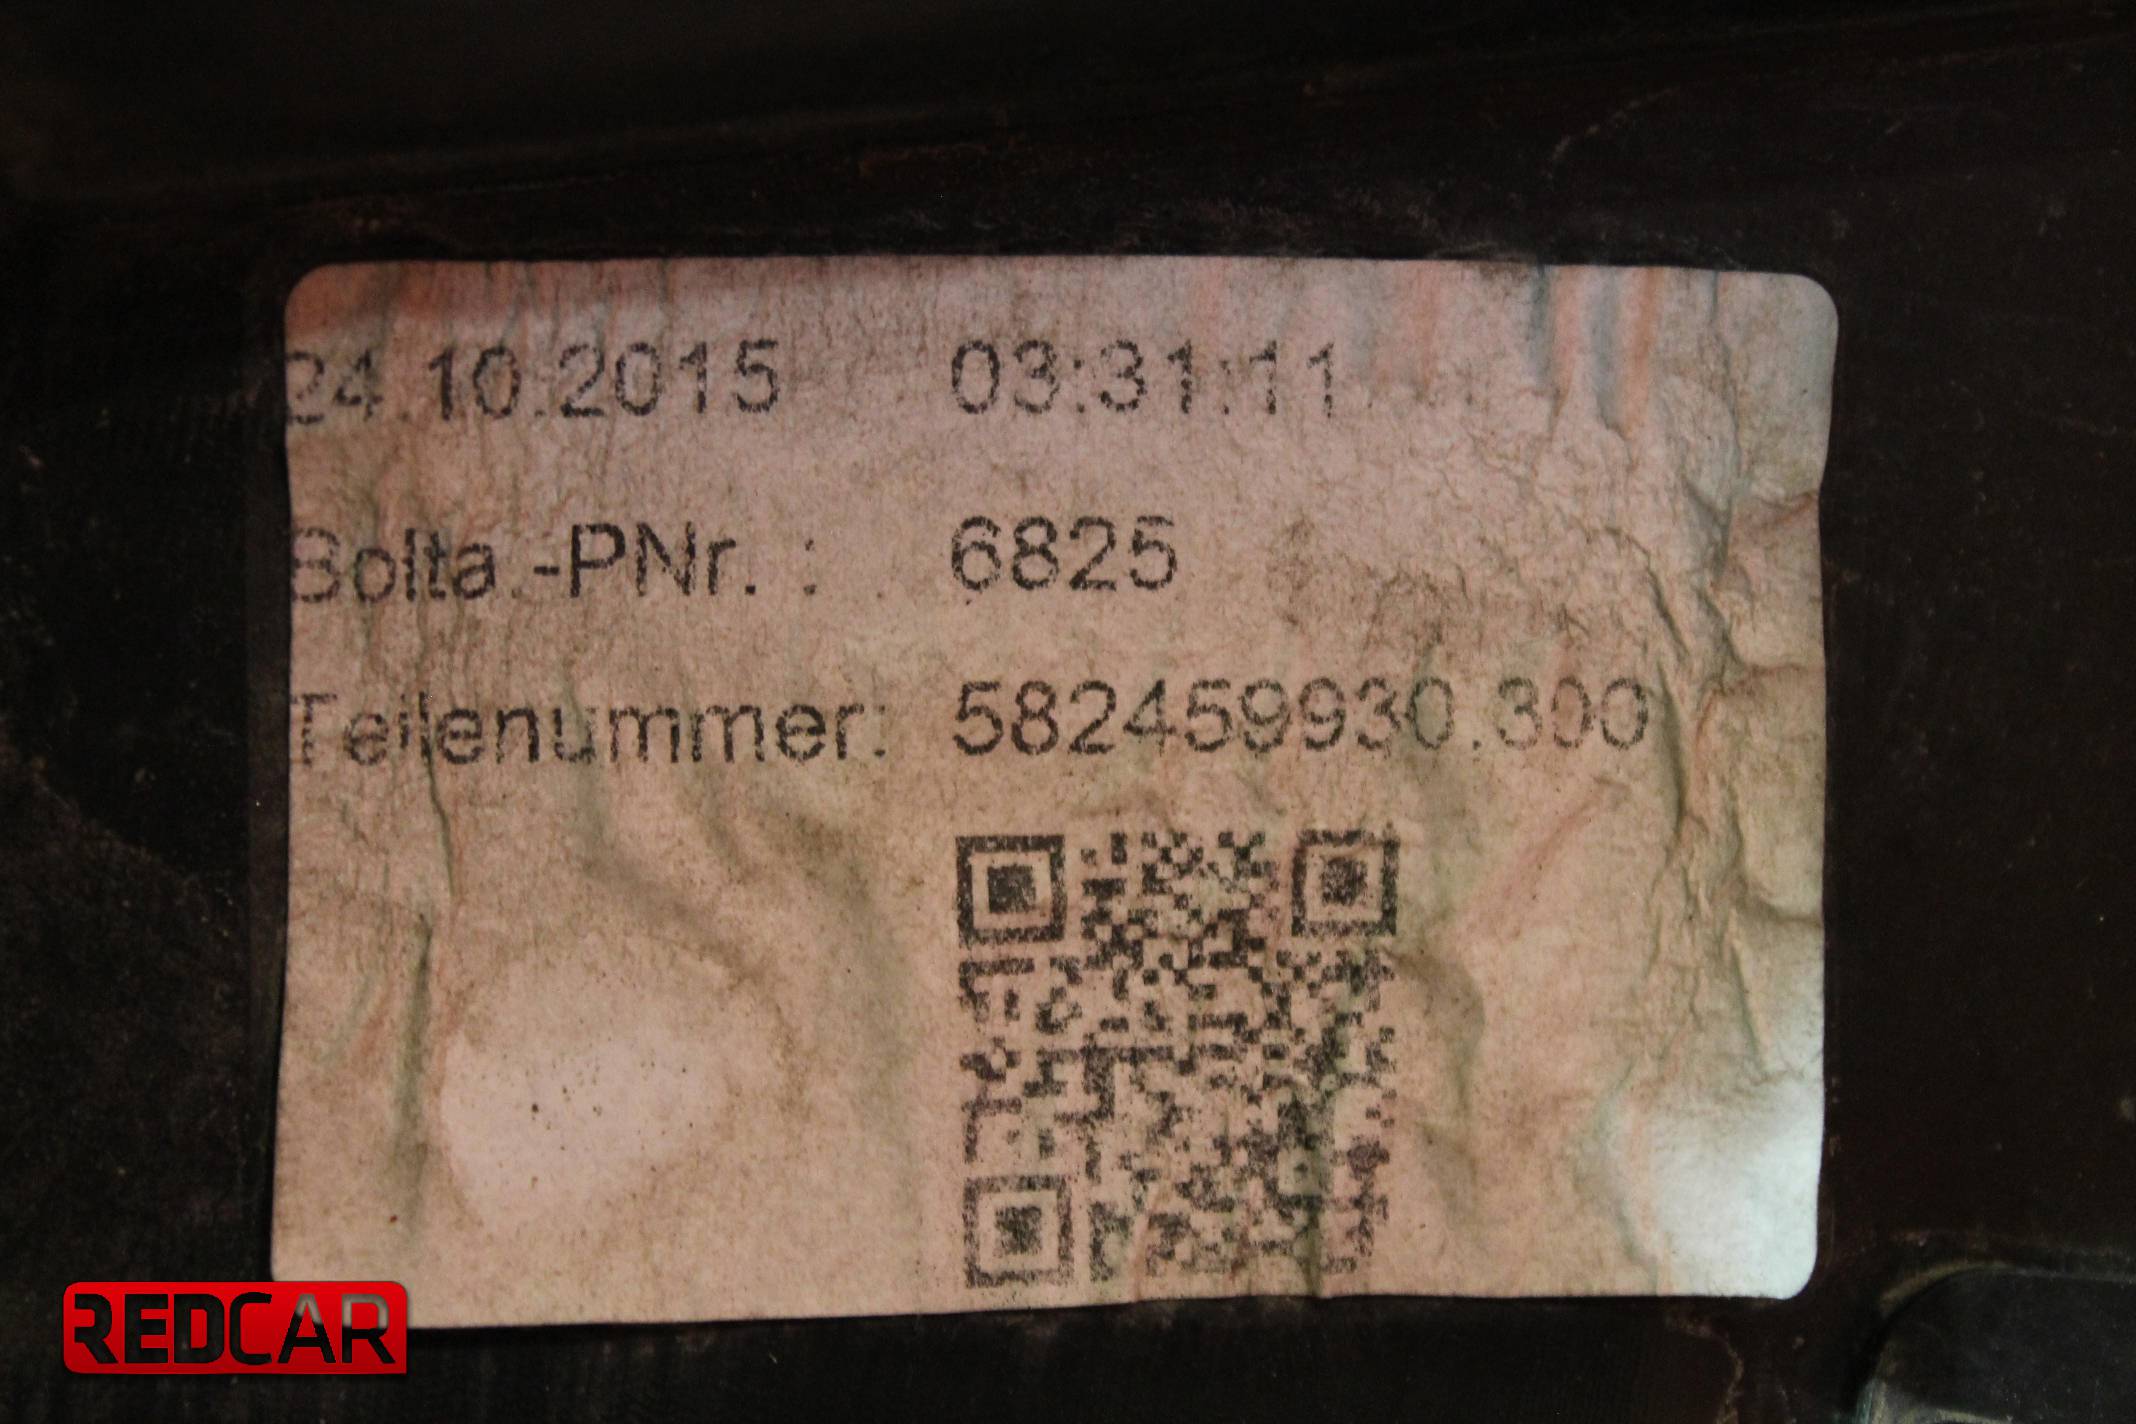 24.10.2015 03:31:11
Bolta.-PNr. : 6825
Teilenummer: 582459930.300
REDCAR